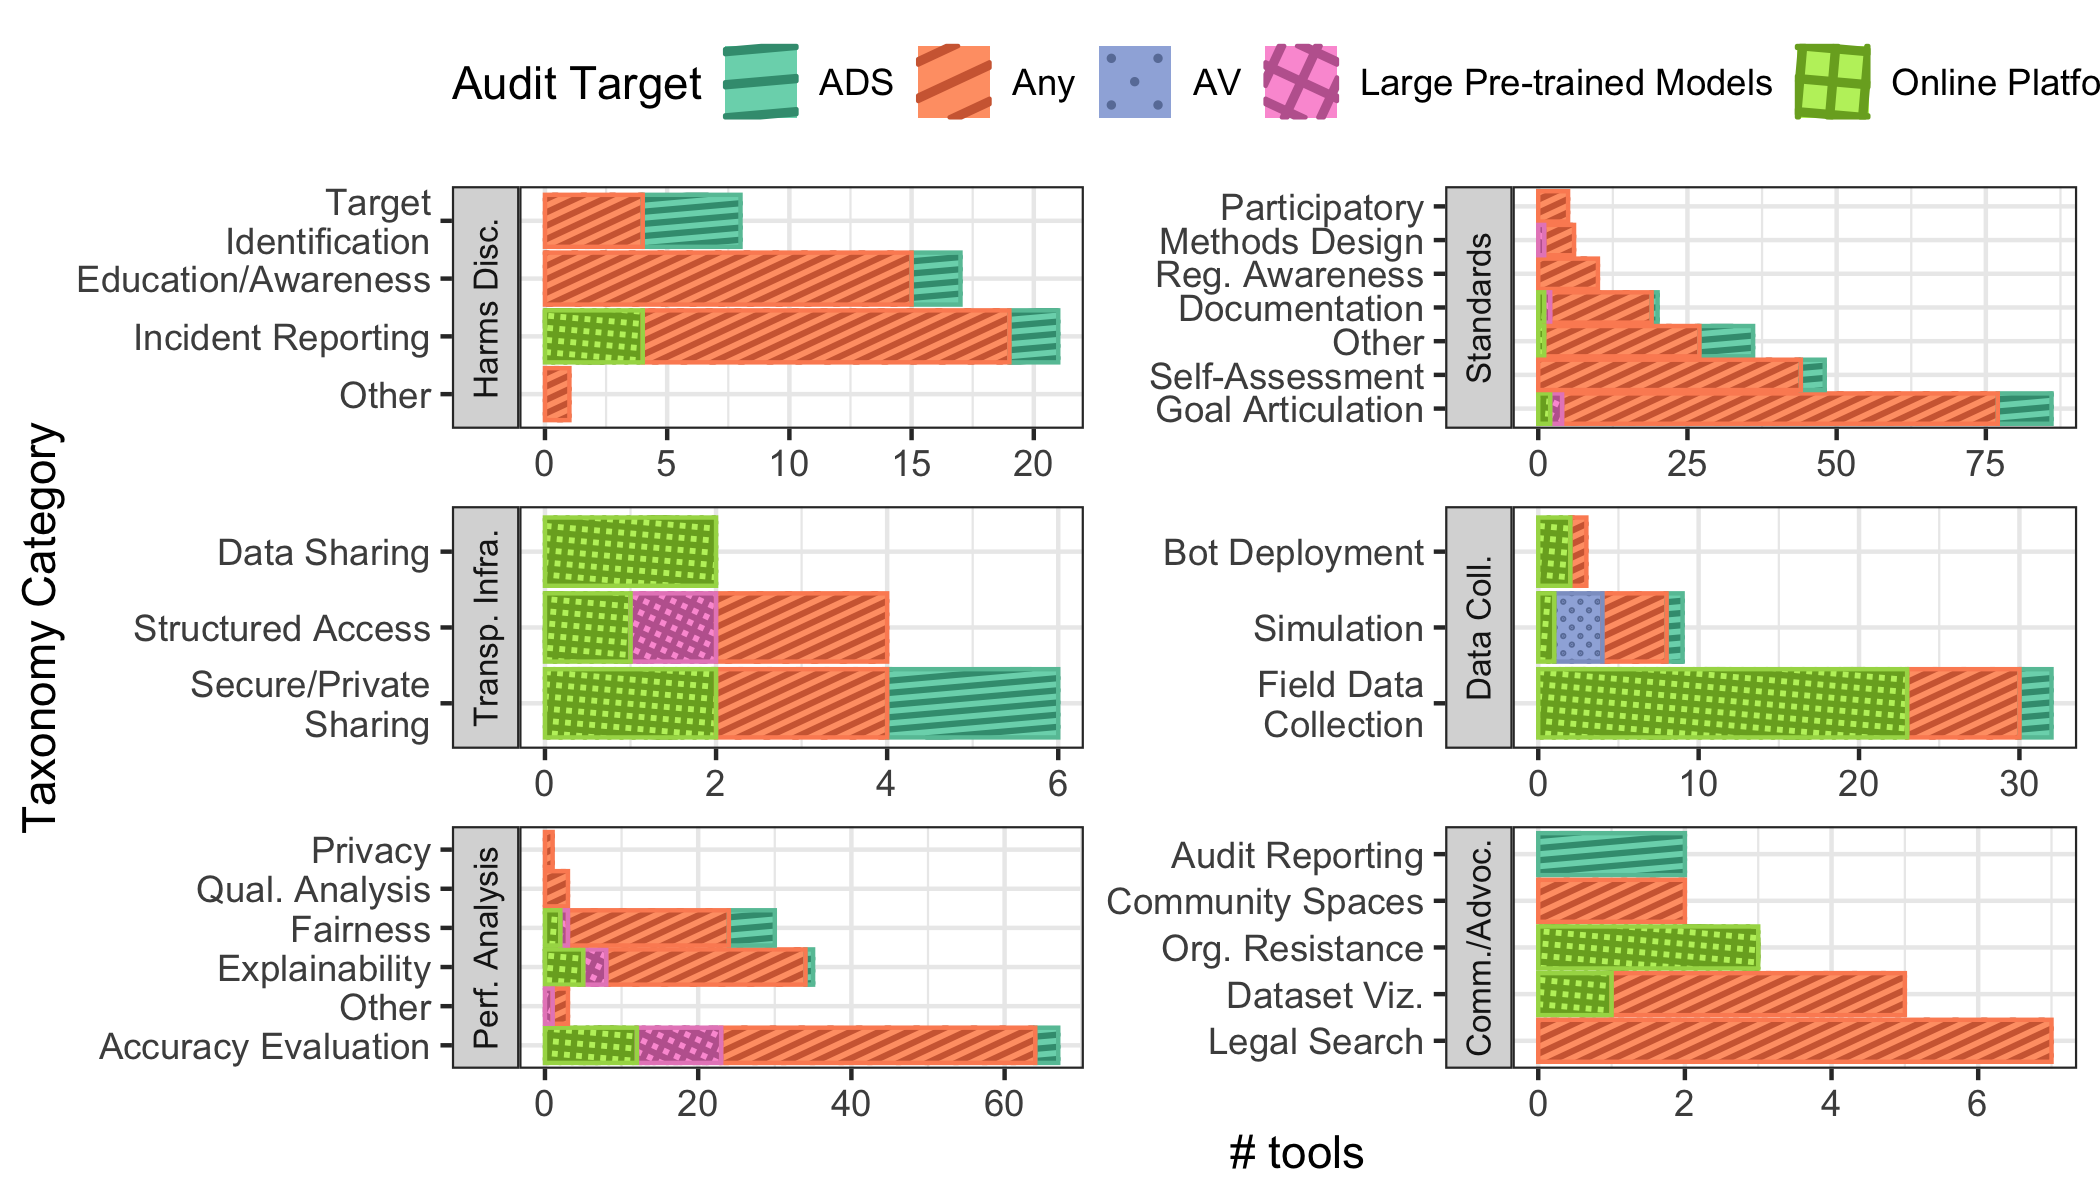 Audit Target ADS Any AV Large Pre-trained Models Online Platfo
Taxonomy Category
Target
Identification
Education/Awareness
Incident Reporting
Other
Harms Disc.
0 5 10 15 20
Participatory
Methods Design
Reg. Awareness
Documentation
Other
Self-Assessment
Goal Articulation
Standards
0 25 50 75
Data Sharing
Structured Access
Secure/Private
Sharing
Transp. Infra.
0 2 4 6
Bot Deployment
Simulation
Field Data
Collection
Data Coll.
0 10 20 30
Privacy
Qual. Analysis
Fairness
Explainability
Other
Accuracy Evaluation
Perf. Analysis
0 20 40 60
Audit Reporting
Community Spaces
Org. Resistance
Dataset Viz.
Legal Search
Comm./Advoc.
0 2 4 6
# tools